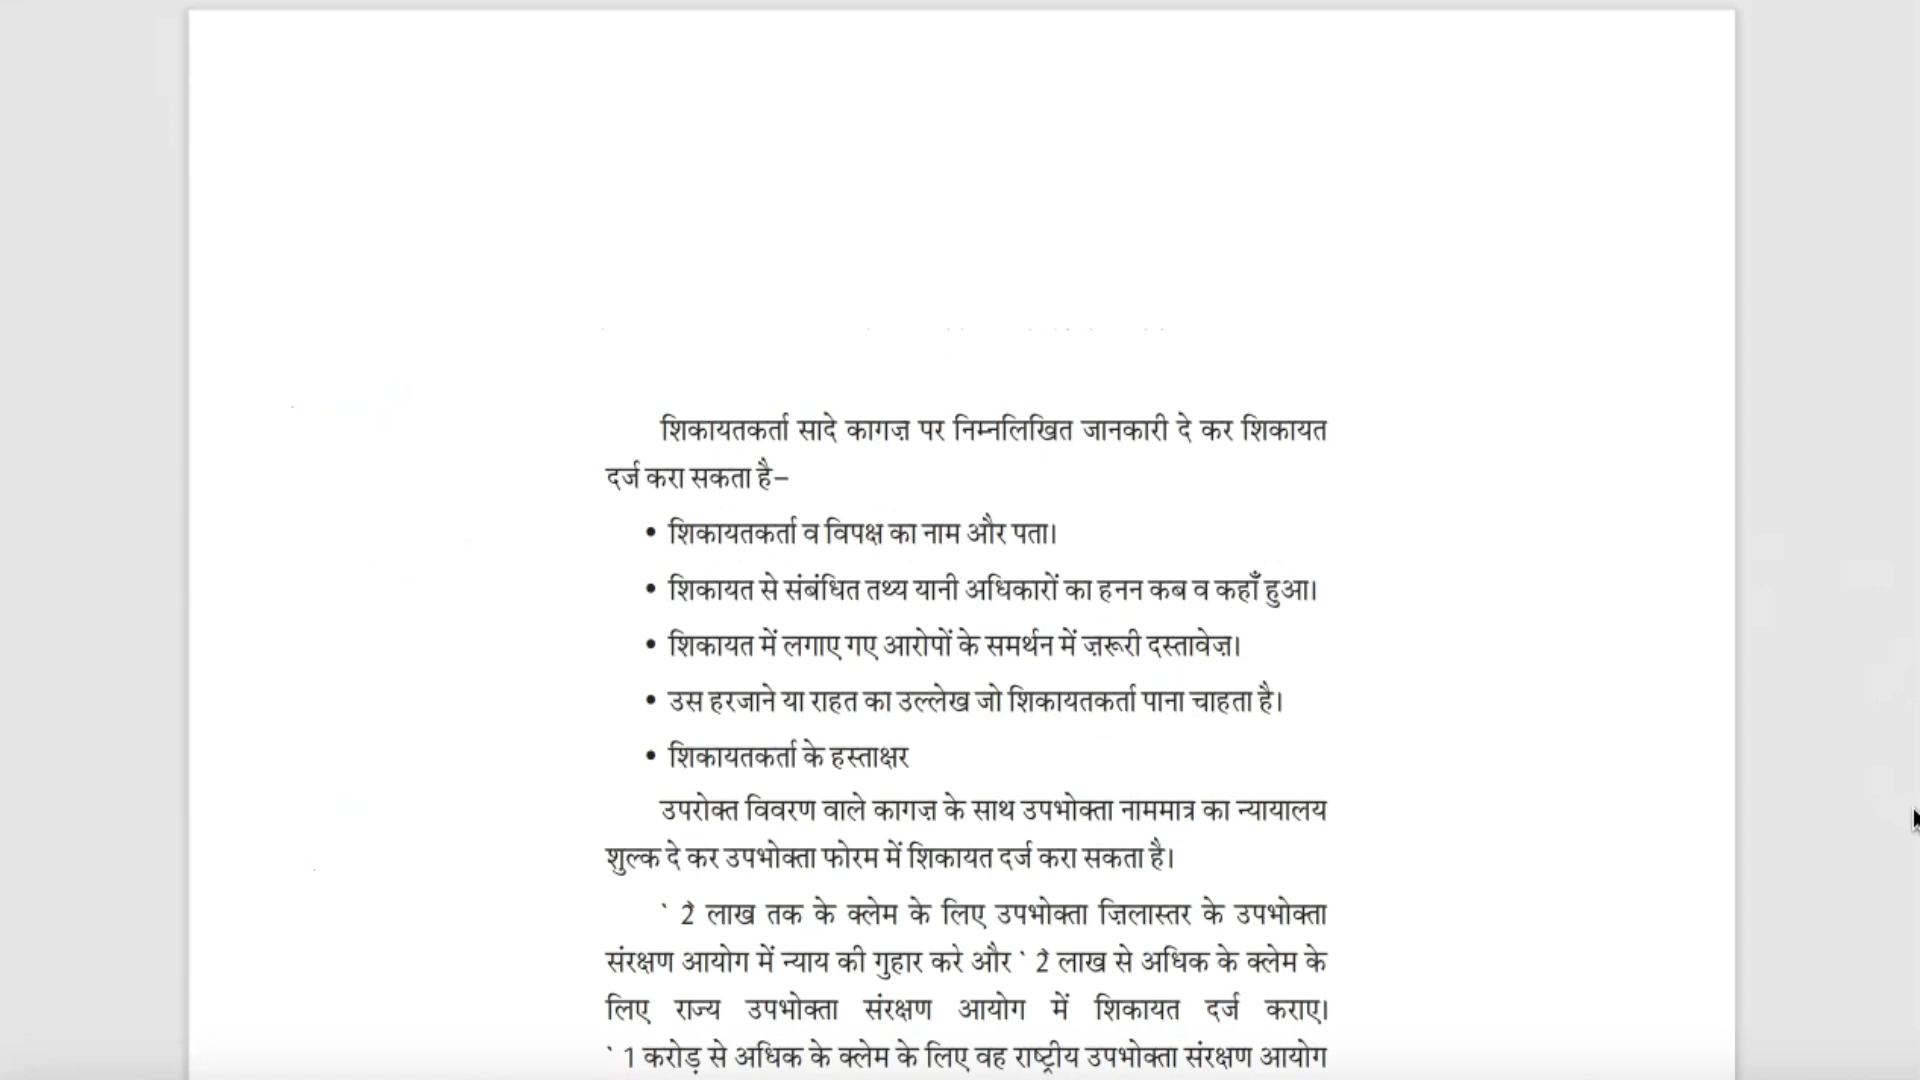 शिकायतकर्ता सादे कागज़ पर निम्नलिखित जानकारी दे कर शिकायत
दर्ज करा सकता है–
• शिकायतकर्ता व विपक्ष का नाम और पता।
• शिकायत से संबंधित तथ्य यानी अधिकारों का हनन कब व कहाँ हुआ।
• शिकायत में लगाए गए आरोपों के समर्थन में ज़रूरी दस्तावेज़।
• उस हरजाने या राहत का उल्लेख जो शिकायतकर्ता पाना चाहता है।
• शिकायतकर्ता के हस्ताक्षर
उपरोक्त विवरण वाले कागज़ के साथ उपभोक्ता नाममात्र का न्यायालय
शुल्क दे कर उपभोक्ता फोरम में शिकायत दर्ज करा सकता है।
` 2 लाख तक के क्लेम के लिए उपभोक्ता ज़िलास्तर के उपभोक्ता
संरक्षण आयोग में न्याय की गुहार करे और ` 2 लाख से अधिक के क्लेम के
लिए राज्य उपभोक्ता संरक्षण आयोग में शिकायत दर्ज कराए।
` 1 करोड़ से अधिक के क्लेम के लिए वह राष्ट्रीय उपभोक्ता संरक्षण आयोग